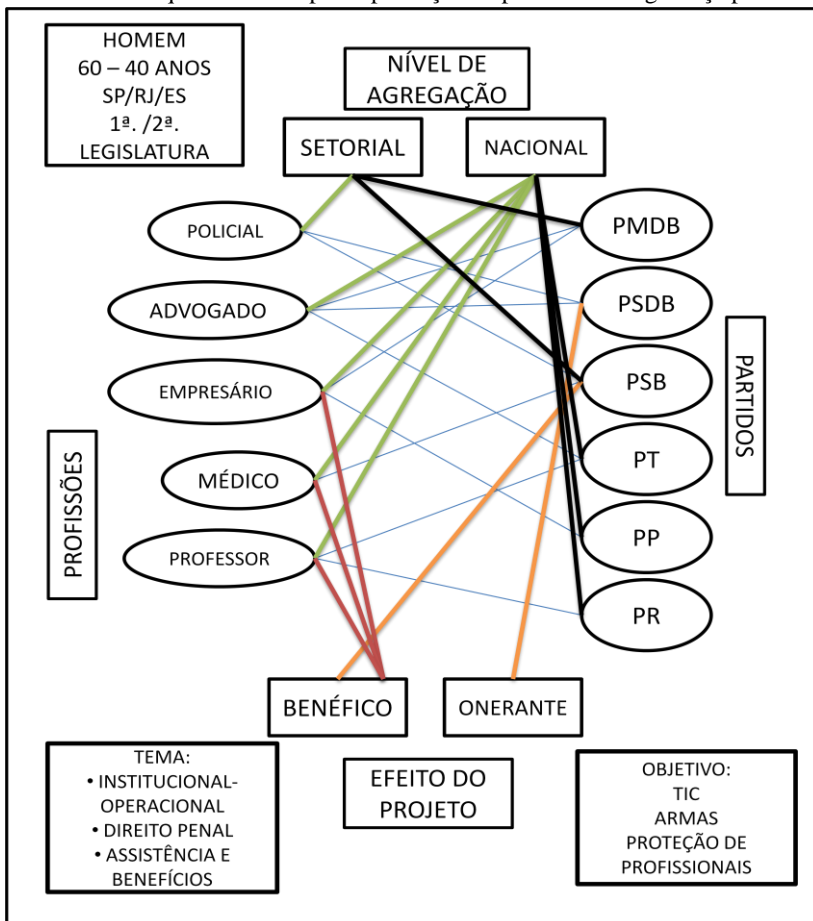 HOMEM
60 – 40 ANOS
SP/RJ/ES
1ª. /2ª.
LEGISLATURA
NÍVEL DE
AGREGAÇÃO
SETORIAL
NACIONAL
POLICIAL
ADVOGADO
EMPRESÁRIO
MÉDICO
PROFESSOR
PROFISSÕES
PMDB
PSDB
PSB
PT
PP
PR
PARTIDOS
BENÉFICO
ONERANTE
EFEITO DO
PROJETO
TEMA:
• INSTITUCIONAL-
OPERACIONAL
• DIREITO PENAL
• ASSISTÊNCIA E
BENEFÍCIOS
OBJETIVO:
TIC
ARMAS
PROTEÇÃO DE
PROFISSIONAIS